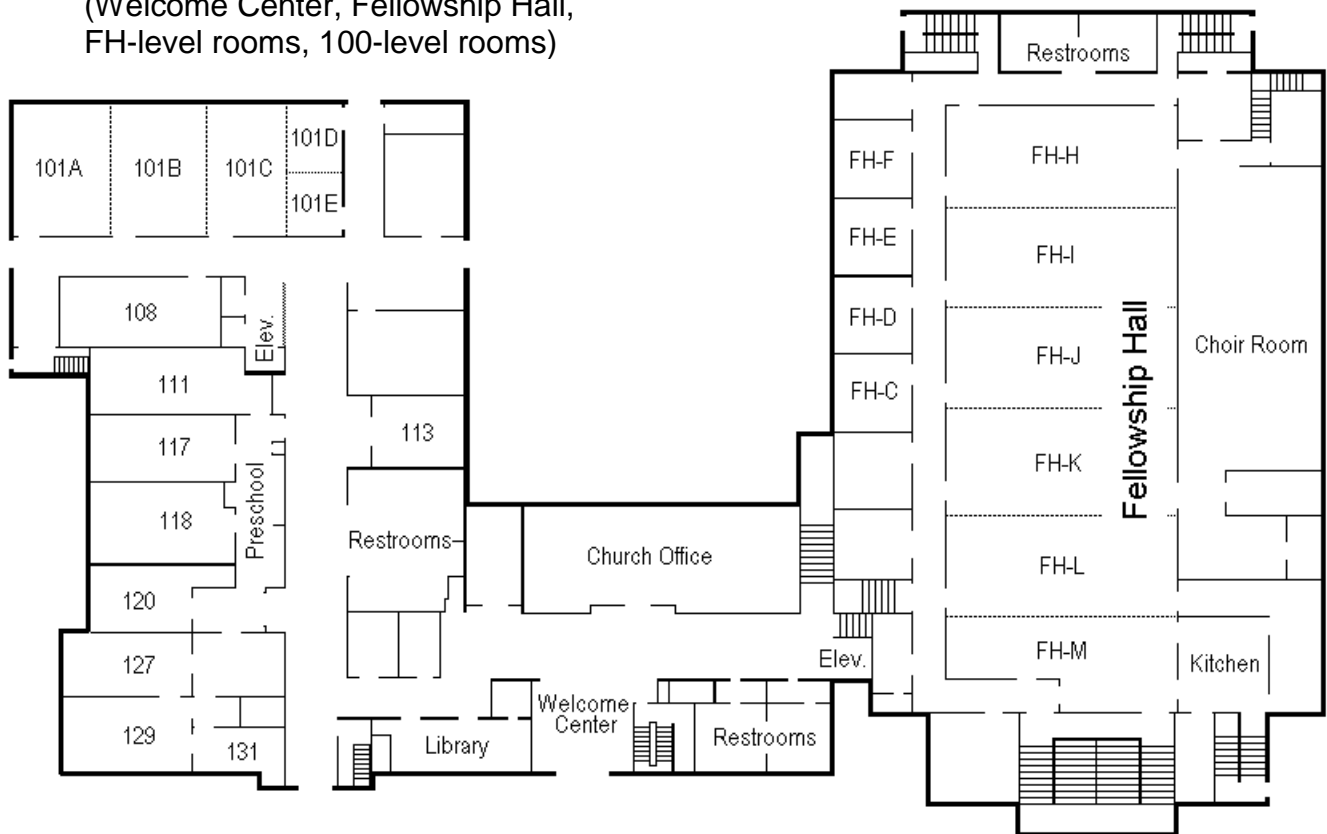 (Welcome Center, Fellowship Hall,
FH-level rooms, 100-level rooms)
Restrooms
101A
101B
101C
101D
101E
FH-F
FH-H
FH-E
FH-I
108
Elev.
FH-D
FH-J
Fellowship Hall
Choir Room
111
FH-C
117
113
FH-K
Preschool
118
Restrooms
Church Office
FH-L
120
127
Elev.
FH-M
Kitchen
129
131
Library
Welcome
Center
Restrooms